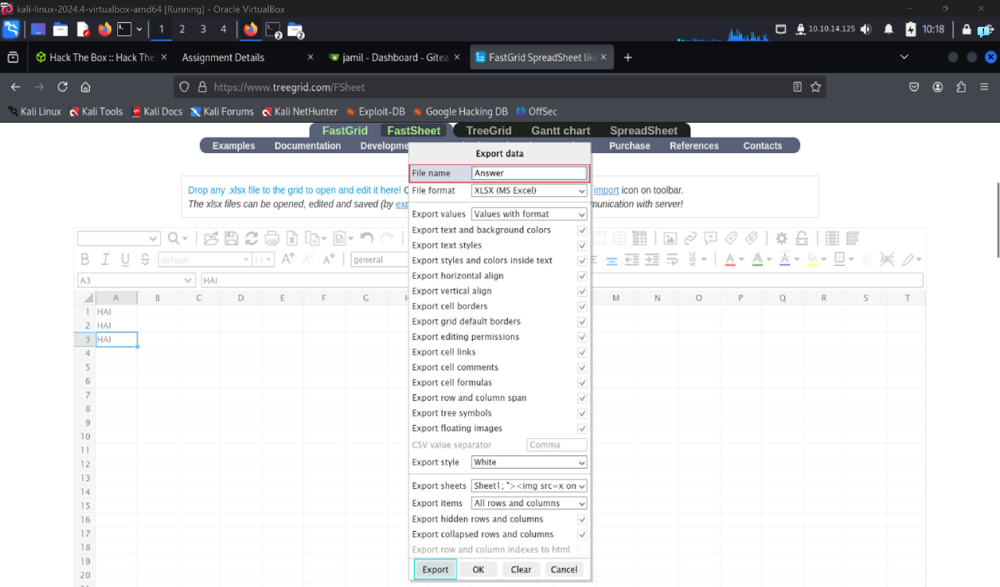 kali-linux-2024.4-virtualbox-amd64 [Running] - Oracle VirtualBox
1 2 3 4 2 2 10.10.14.125 10:18
Hack The Box :: Hack The Assignment Details jamil - Dashboard - Gitea: FastGrid SpreadSheet like
https://www.treegrid.com/FSheet
Kali Linux Kali Tools Kali Docs Kali Forums Kali NetHunter Exploit-DB Google Hacking DB OffSec
FastGrid FastSheet TreeGrid Gantt chart SpreadSheet
Examples Documentation Developme Purchase References Contacts
Export data
File name Answer
Drop any .xlsx file to the grid to open and edit it here! File format XLSX (MS Excel) import icon on toolbar.
The xlsx files can be opened, edited and saved (by exp munication with server!
Export values Values with format
Export text and background colors
Export text styles
default 11 general
Export styles and colors inside text
Export horizontal align
A3 HAI
Export vertical align
A B C D E F G H M N O P Q R S T
Export cell borders
1 HAI
Export grid default borders
2 HAI
Export editing permissions
3 HAI
Export cell links
4
Export cell comments
5
Export cell formulas
6
Export row and column span
7
Export tree symbols
8
Export floating images
9
10
CSV value separator Comma
11
Export style White
12
13
Export sheets Sheet1; "><img src=x on
14
Export items All rows and columns
15
Export hidden rows and columns
16
Export collapsed rows and columns
17
Export row and column indexes to html
18
19
Export OK Clear Cancel
20